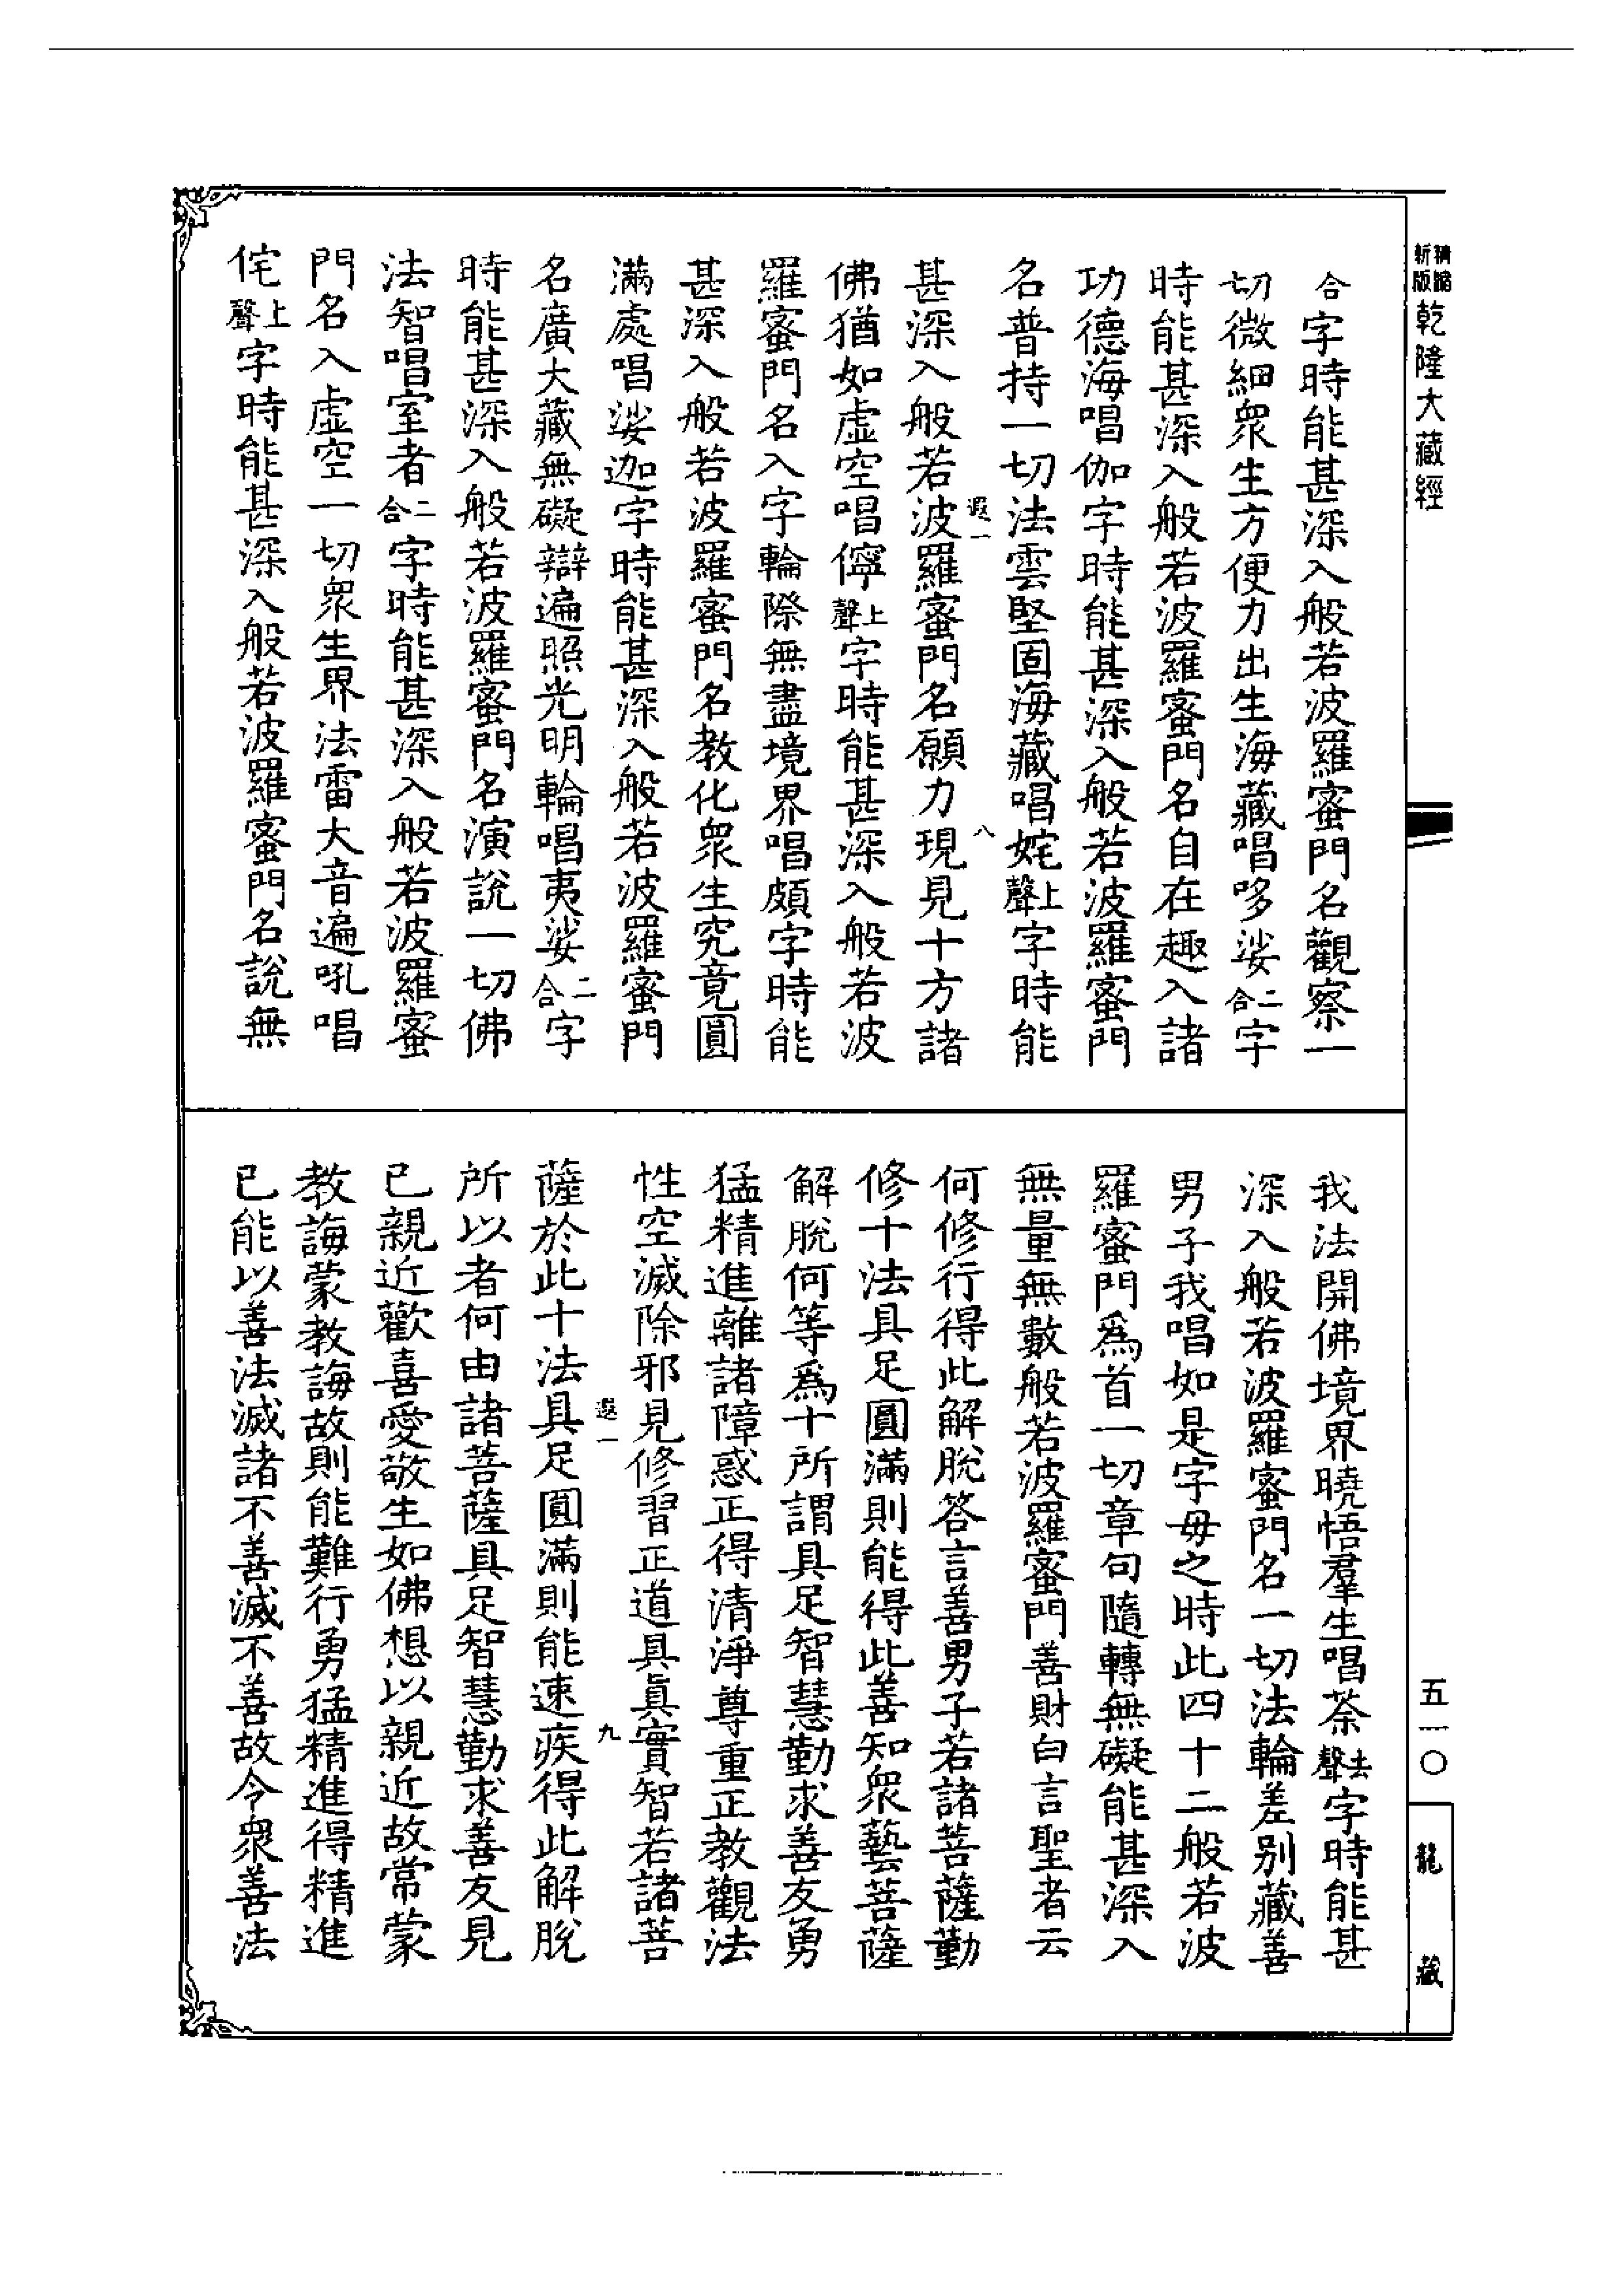 精縮新版乾隆大藏經
五一〇
龍藏
合字時能甚深入般若波羅蜜門名觀察一
切微細眾生方便力出生海藏唱哆娑二合字
時能甚深入般若波羅蜜門名自在趣入諸
功德海唱伽字時能甚深入般若波羅蜜門
名普持一切法雲堅固海藏唱姹上聲字時能
甚深入般若波羅蜜門名願力現見十方諸
遐一
八
佛猶如虛空唱儜上聲字時能甚深入般若波
羅蜜門名入字輪際無盡境界唱頗字時能
甚深入般若波羅蜜門名教化眾生究竟圓
滿處唱娑迦字時能甚深入般若波羅蜜門
名廣大藏無礙辯遍照光明輪唱夷娑二合字
時能甚深入般若波羅蜜門名演說一切佛
法智唱室者二合字時能甚深入般若波羅蜜
門名入虛空一切眾生界法雷大音遍吼唱
侘上聲字時能甚深入般若波羅蜜門名說無
我法開佛境界曉悟羣生唱荼去聲字時能甚
深入般若波羅蜜門名一切法輪差別藏善
男子我唱如是字母之時此四十二般若波
羅蜜門為首一切章句隨轉無礙能甚深入
無量無數般若波羅蜜門善財白言聖者云
何修行得此解脫答言善男子若諸菩薩勤
修十法具足圓滿則能得此善知眾藝菩薩
解脫何等為十所謂具足智慧勤求善友勇
猛精進離諸障惑正得清淨尊重正教觀法
性空滅除邪見修習正道具真實智若諸菩
遐一
九
薩於此十法具足圓滿則能速疾得此解脫
所以者何由諸菩薩具足智慧勤求善友見
已親近歡喜愛敬生如佛想以親近故常蒙
教誨蒙教誨故則能難行勇猛精進得精進
已能以善法滅諸不善滅不善故令眾善法